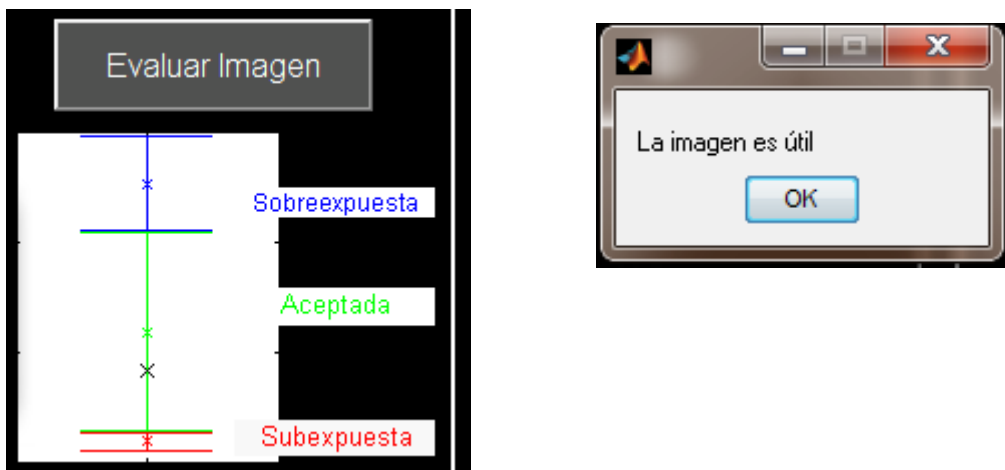 Evaluar Imagen
Sobreexpuesta
Aceptada
Subexpuesta
La imagen es útil
OK